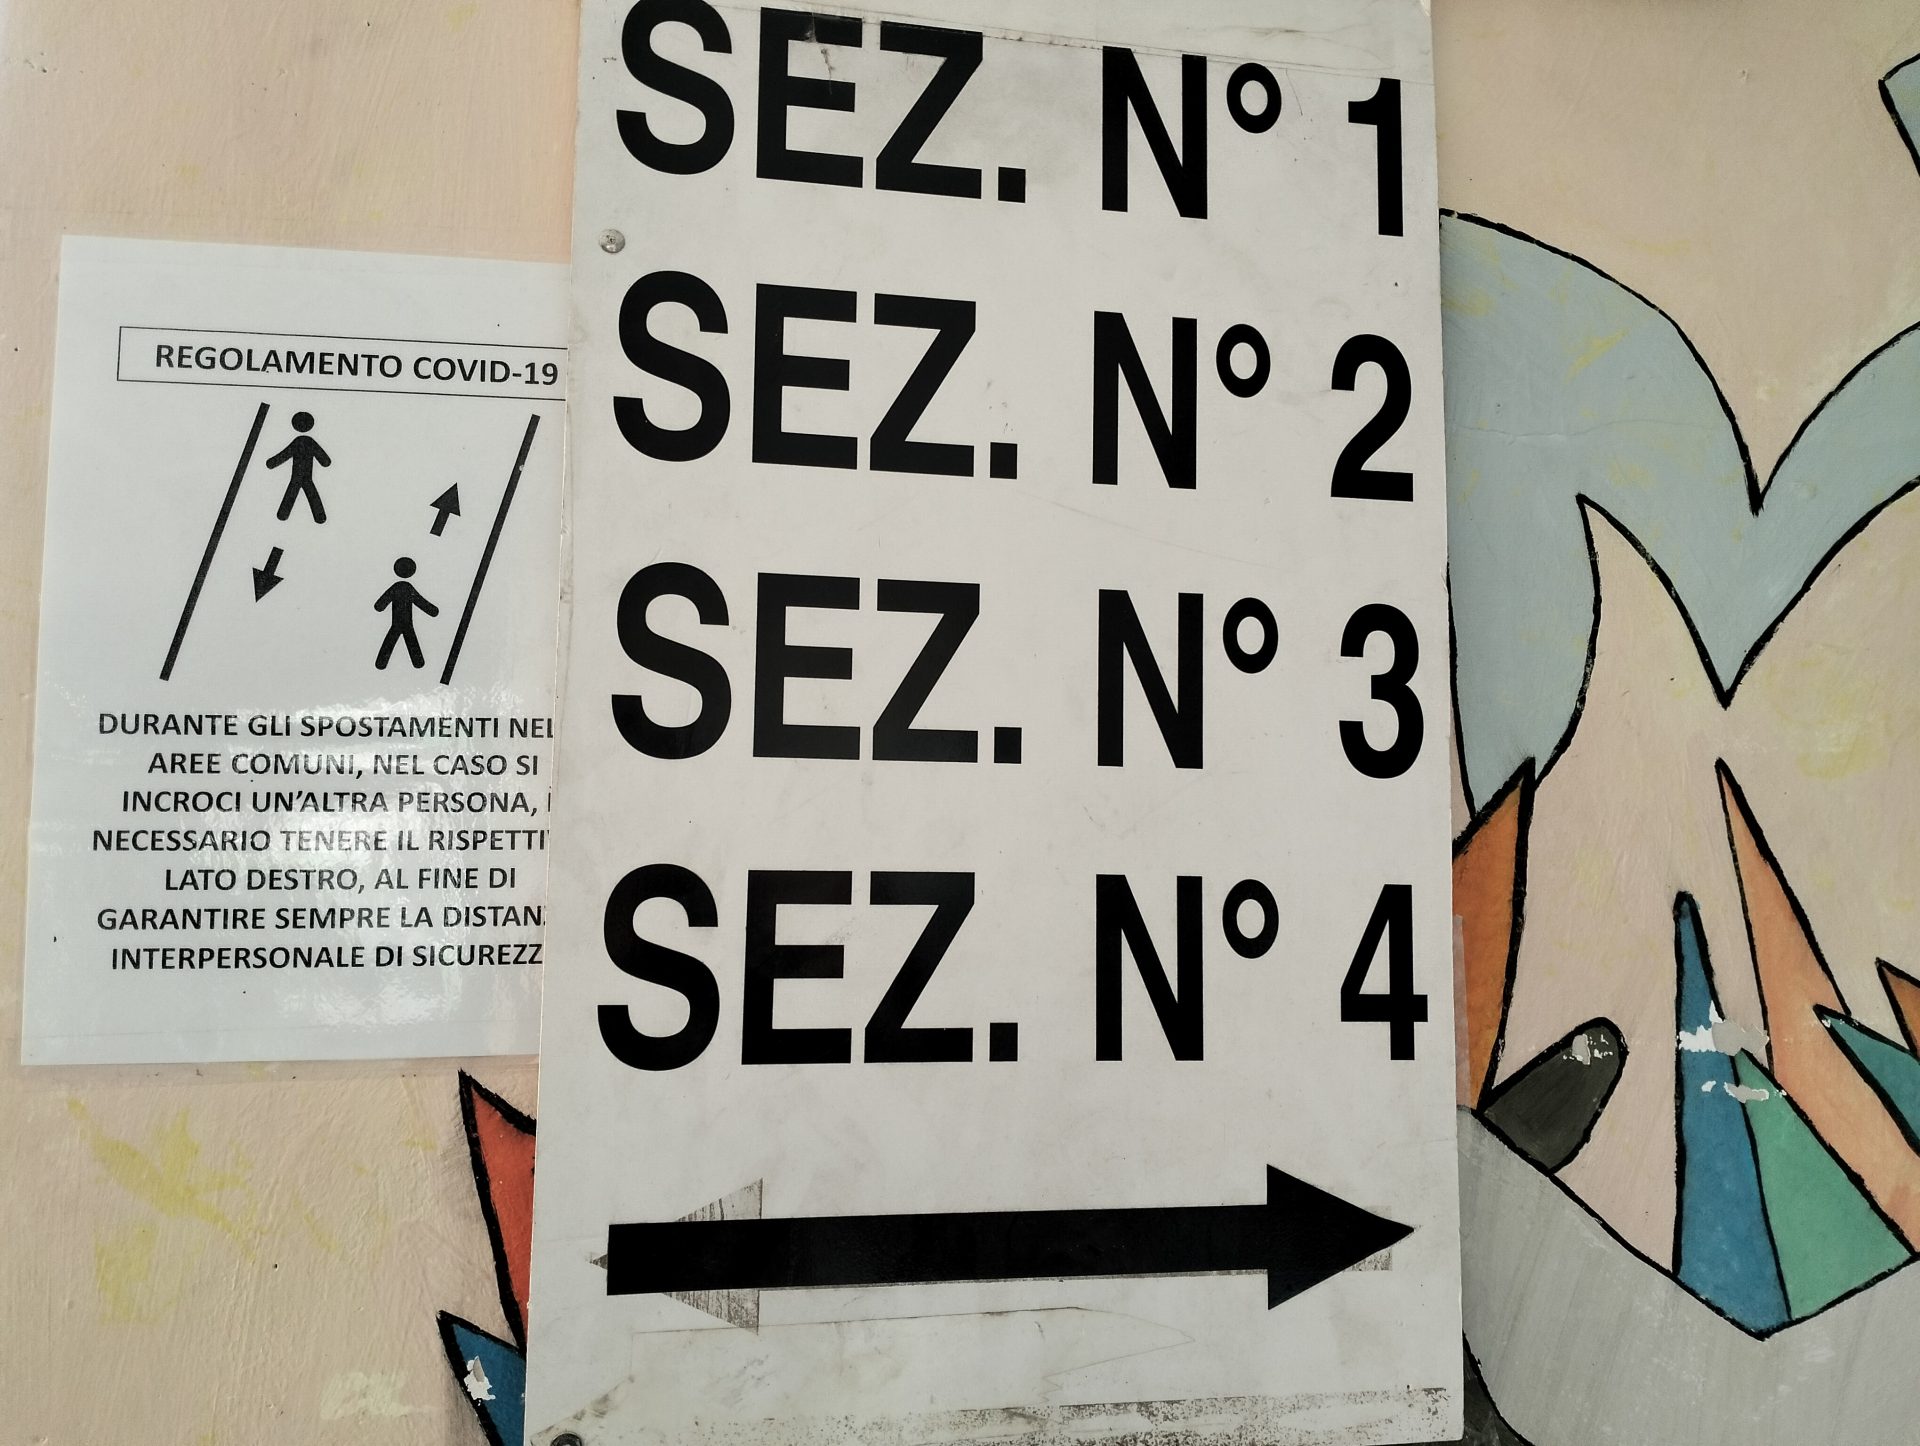 SEZ. N° 1
SEZ. N° 2
SEZ. N° 3
SEZ. N° 4
REGOLAMENTO COVID-19
DURANTE GLI SPOSTAMENTI
AREE COMUNI, NEL CASO SI
INCROCI UN'ALTRA PERSONA,
NECESSARIO TENERE IL
LATO DESTRO, AL FINE DI
GARANTIRE SEMPRE LA
INTERPERSONALE DI